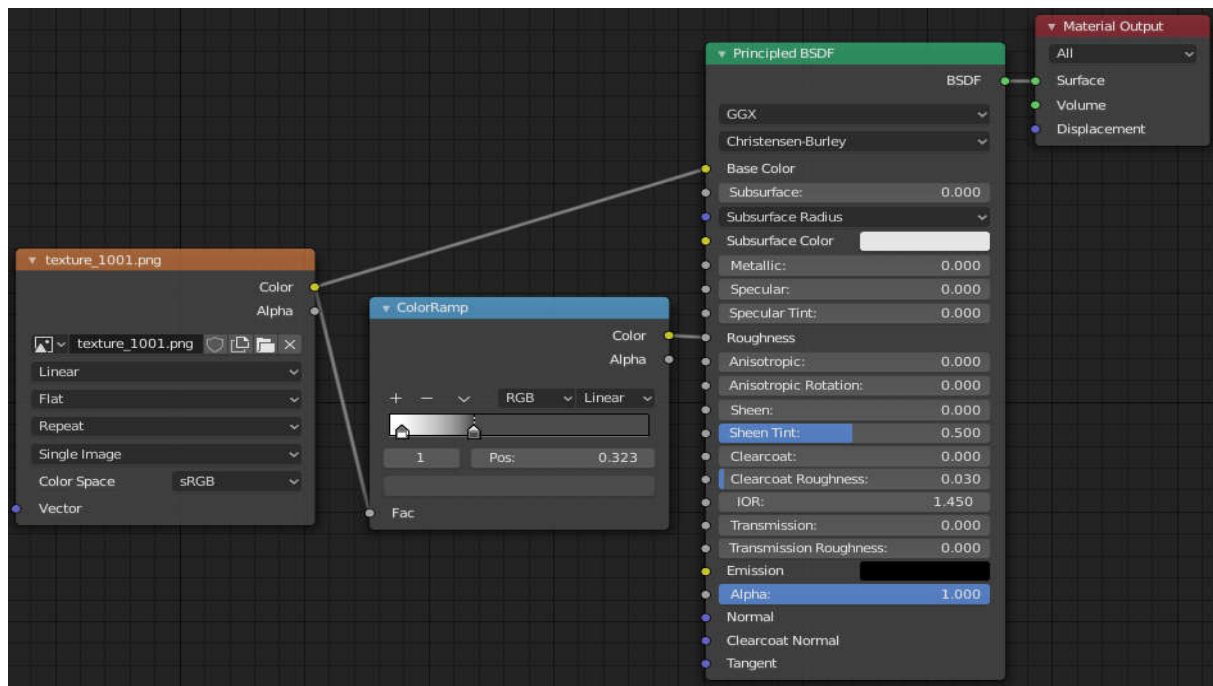 texture_1001.png
Color
Alpha
texture_1001.png
Linear
Flat
Repeat
Single Image
Color Space sRGB
Vector
ColorRamp
Color
Alpha
RGB Linear
1 Pos: 0.323
Fac
Principled BSDF
BSDF
GGX
Christensen-Burley
Base Color
Subsurface: 0.000
Subsurface Radius
Subsurface Color
Metallic: 0.000
Specular: 0.000
Specular Tint: 0.000
Roughness
Anisotropic: 0.000
Anisotropic Rotation: 0.000
Sheen: 0.000
Sheen Tint: 0.500
Clearcoat: 0.000
Clearcoat Roughness: 0.030
IOR: 1.450
Transmission: 0.000
Transmission Roughness: 0.000
Emission
Alpha: 1.000
Normal
Clearcoat Normal
Tangent
Material Output
All
Surface
Volume
Displacement